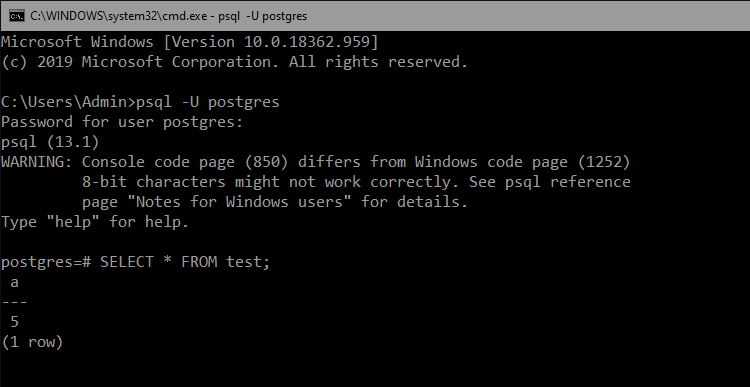 C:\WINDOWS\system32\cmd.exe - psql  -U postgres
Microsoft Windows [Version 10.0.18362.959]
(c) 2019 Microsoft Corporation. All rights reserved.
C:\Users\Admin>psql -U postgres
Password for user postgres:
psql (13.1)
WARNING: Console code page (850) differs from Windows code page (1252)
         8-bit characters might not work correctly. See psql reference
         page "Notes for Windows users" for details.
Type "help" for help.
postgres=# SELECT * FROM test;
 a
---
 5
(1 row)